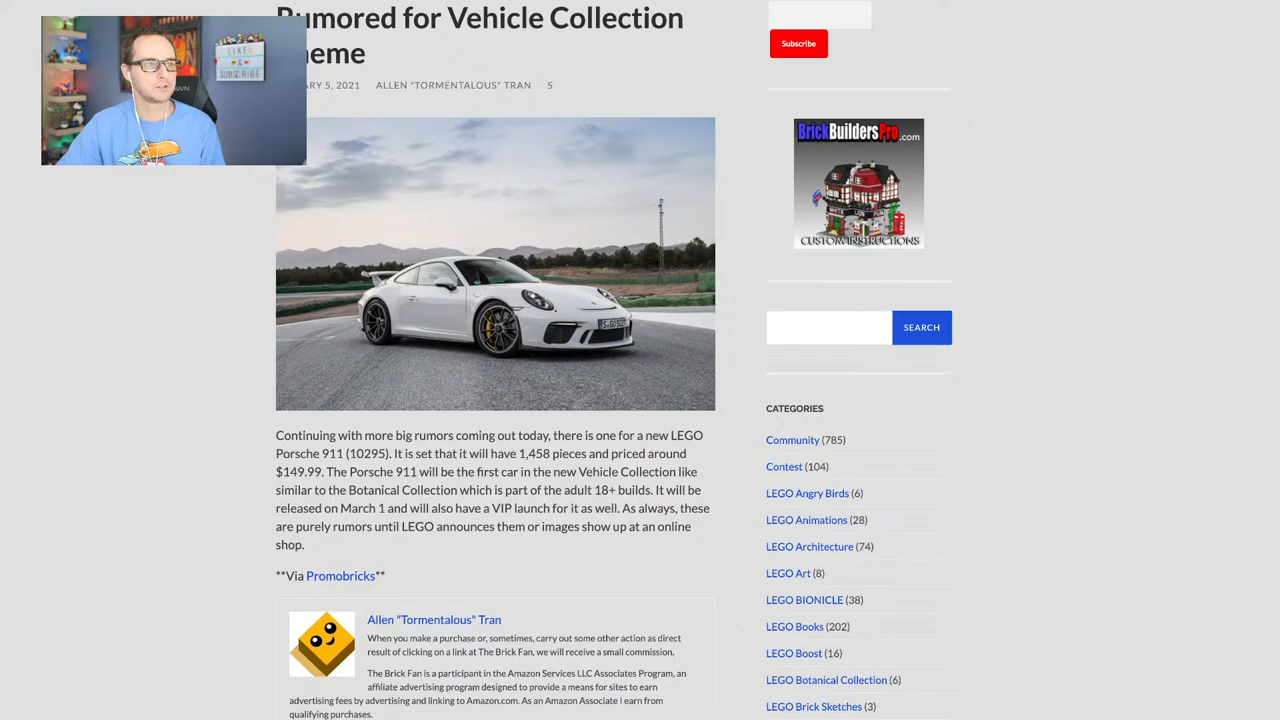 Rumored for Vehicle Collection
Theme
ARY 5, 2021 ALLEN "TORMENTALOUS" TRAN 5
Subscribe
LIKE
&
SUBSCRIBE
BrickBuildersPro.com
WHITE LION PUB
CUSTOM INSTRUCTIONS
SEARCH
CATEGORIES
Community (785)
Contest (104)
LEGO Angry Birds (6)
LEGO Animations (28)
LEGO Architecture (74)
LEGO Art (8)
LEGO BIONICLE (38)
LEGO Books (202)
LEGO Boost (16)
LEGO Botanical Collection (6)
LEGO Brick Sketches (3)
Continuing with more big rumors coming out today, there is one for a new LEGO
Porsche 911 (10295). It is set that it will have 1,458 pieces and priced around
$149.99. The Porsche 911 will be the first car in the new Vehicle Collection like
similar to the Botanical Collection which is part of the adult 18+ builds. It will be
released on March 1 and will also have a VIP launch for it as well. As always, these
are purely rumors until LEGO announces them or images show up at an online
shop.
**Via Promobricks**
Allen "Tormentalous" Tran
When you make a purchase or, sometimes, carry out some other action as direct
result of clicking on a link at The Brick Fan, we will receive a small commission.
The Brick Fan is a participant in the Amazon Services LLC Associates Program, an
affiliate advertising program designed to provide a means for sites to earn
advertising fees by advertising and linking to Amazon.com. As an Amazon Associate I earn from
qualifying purchases.